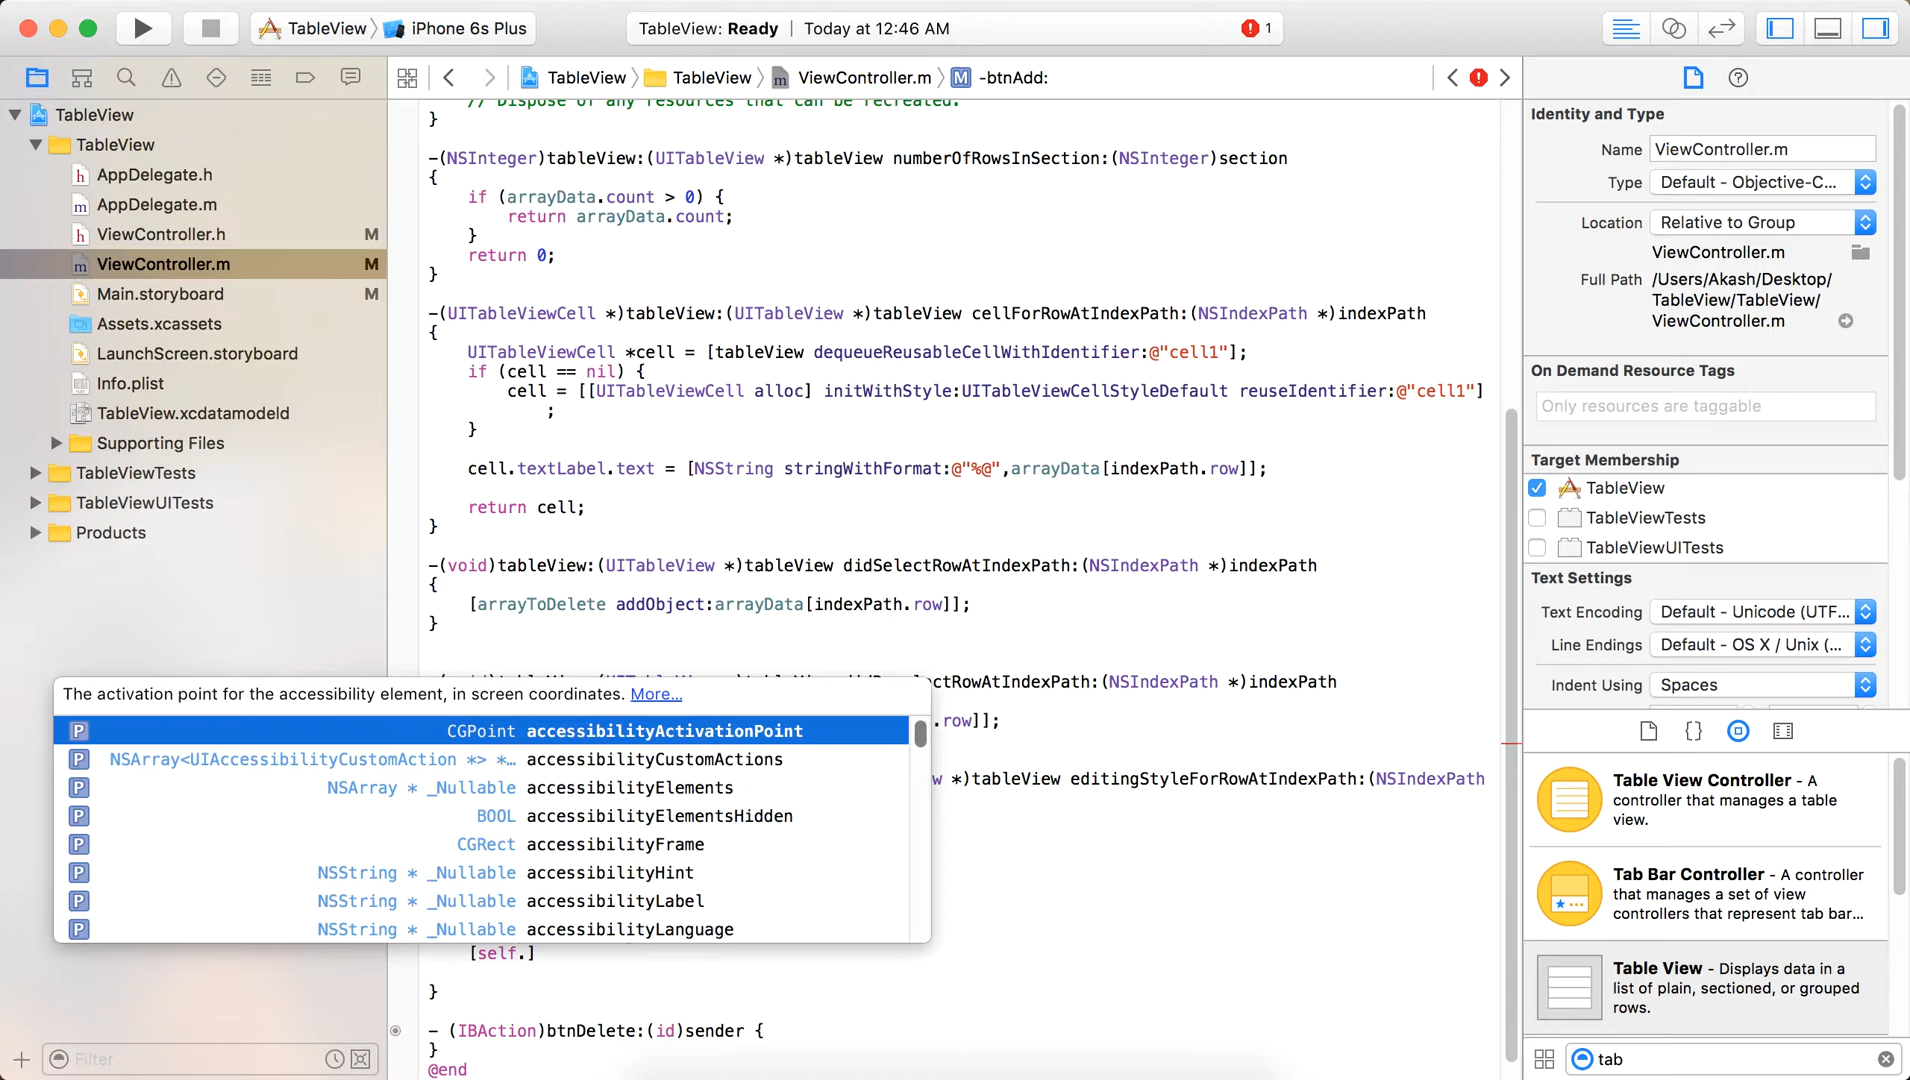 TableView
iPhone 6s Plus
TableView: Ready
Today at 12:46 AM
1
TableView
TableView
ViewController.m
M
-btnAdd:
TableView
TableView
h
AppDelegate.h
m
AppDelegate.m
h
ViewController.h
M
m
ViewController.m
M
Main.storyboard
M
Assets.xcassets
LaunchScreen.storyboard
Info.plist
TableView.xcdatamodeld
Supporting Files
TableViewTests
TableViewUITests
Products
Filter
// Dispose of any resources that can be recreated.
}
-(NSInteger)tableView:(UITableView *)tableView numberOfRowsInSection:(NSInteger)section
{
if (arrayData.count > 0) {
return arrayData.count;
}
return 0;
}
-(UITableViewCell *)tableView:(UITableView *)tableView cellForRowAtIndexPath:(NSIndexPath *)indexPath
{
UITableViewCell *cell = [tableView dequeueReusableCellWithIdentifier:@"cell1"];
if (cell == nil) {
cell = [[UITableViewCell alloc] initWithStyle:UITableViewCellStyleDefault reuseIdentifier:@"cell1"]
;
}
cell.textLabel.text = [NSString stringWithFormat:@"%@",arrayData[indexPath.row]];
return cell;
}
-(void)tableView:(UITableView *)tableView didSelectRowAtIndexPath:(NSIndexPath *)indexPath
{
[arrayToDelete addObject:arrayData[indexPath.row]];
}
ectRowAtIndexPath:(NSIndexPath *)indexPath
.row]];
w *)tableView editingStyleForRowAtIndexPath:(NSIndexPath
The activation point for the accessibility element, in screen coordinates. More...
P CGPoint accessibilityActivationPoint
P NSArray<UIAccessibilityCustomAction *> *... accessibilityCustomActions
P NSArray * _Nullable accessibilityElements
P BOOL accessibilityElementsHidden
P CGRect accessibilityFrame
P NSString * _Nullable accessibilityHint
P NSString * _Nullable accessibilityLabel
P NSString * _Nullable accessibilityLanguage
[self.]
}
- (IBAction)btnDelete:(id)sender {
}
@end
Identity and Type
Name ViewController.m
Type Default - Objective-C...
Location Relative to Group
ViewController.m
Full Path /Users/Akash/Desktop/
TableView/TableView/
ViewController.m
On Demand Resource Tags
Only resources are taggable
Target Membership
TableView
TableViewTests
TableViewUITests
Text Settings
Text Encoding Default - Unicode (UTF...
Line Endings Default - OS X / Unix (...
Indent Using Spaces
{}
Table View Controller - A
controller that manages a table
view.
Tab Bar Controller - A controller
that manages a set of view
controllers that represent tab bar...
Table View - Displays data in a
list of plain, sectioned, or grouped
rows.
tab